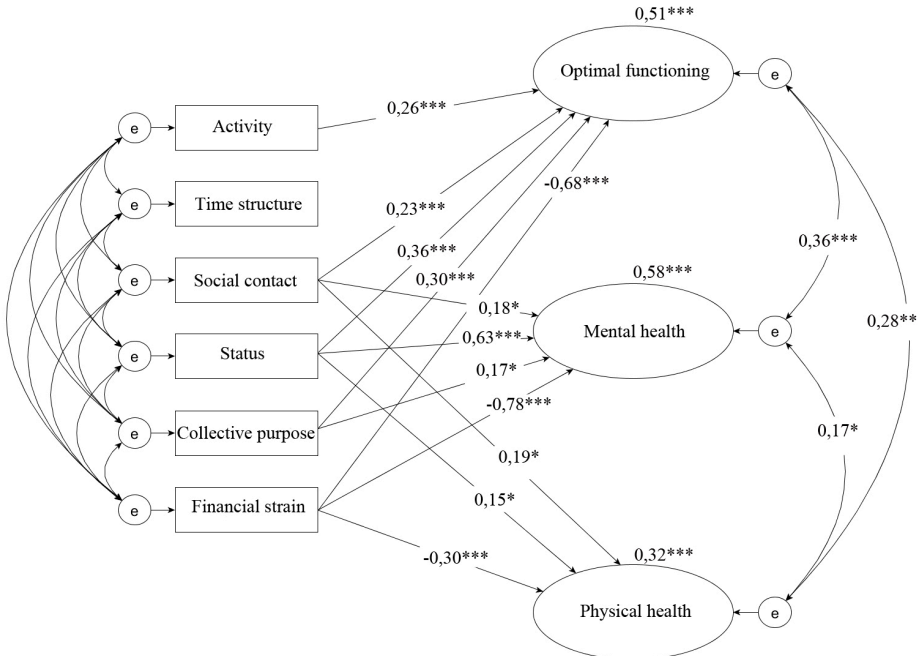 0,51***
Optimal functioning
e
e
Activity
0,26***
-0,68***
e
Time structure
0,23***
0,36***
0,36***
e
Social contact
0,30***
0,58***
0,18*
0,28**
Mental health
e
e
Status
0,63***
0,17*
-0,78***
e
Collective purpose
0,17*
0,19*
e
Financial strain
0,15*
-0,30***
0,32***
Physical health
e